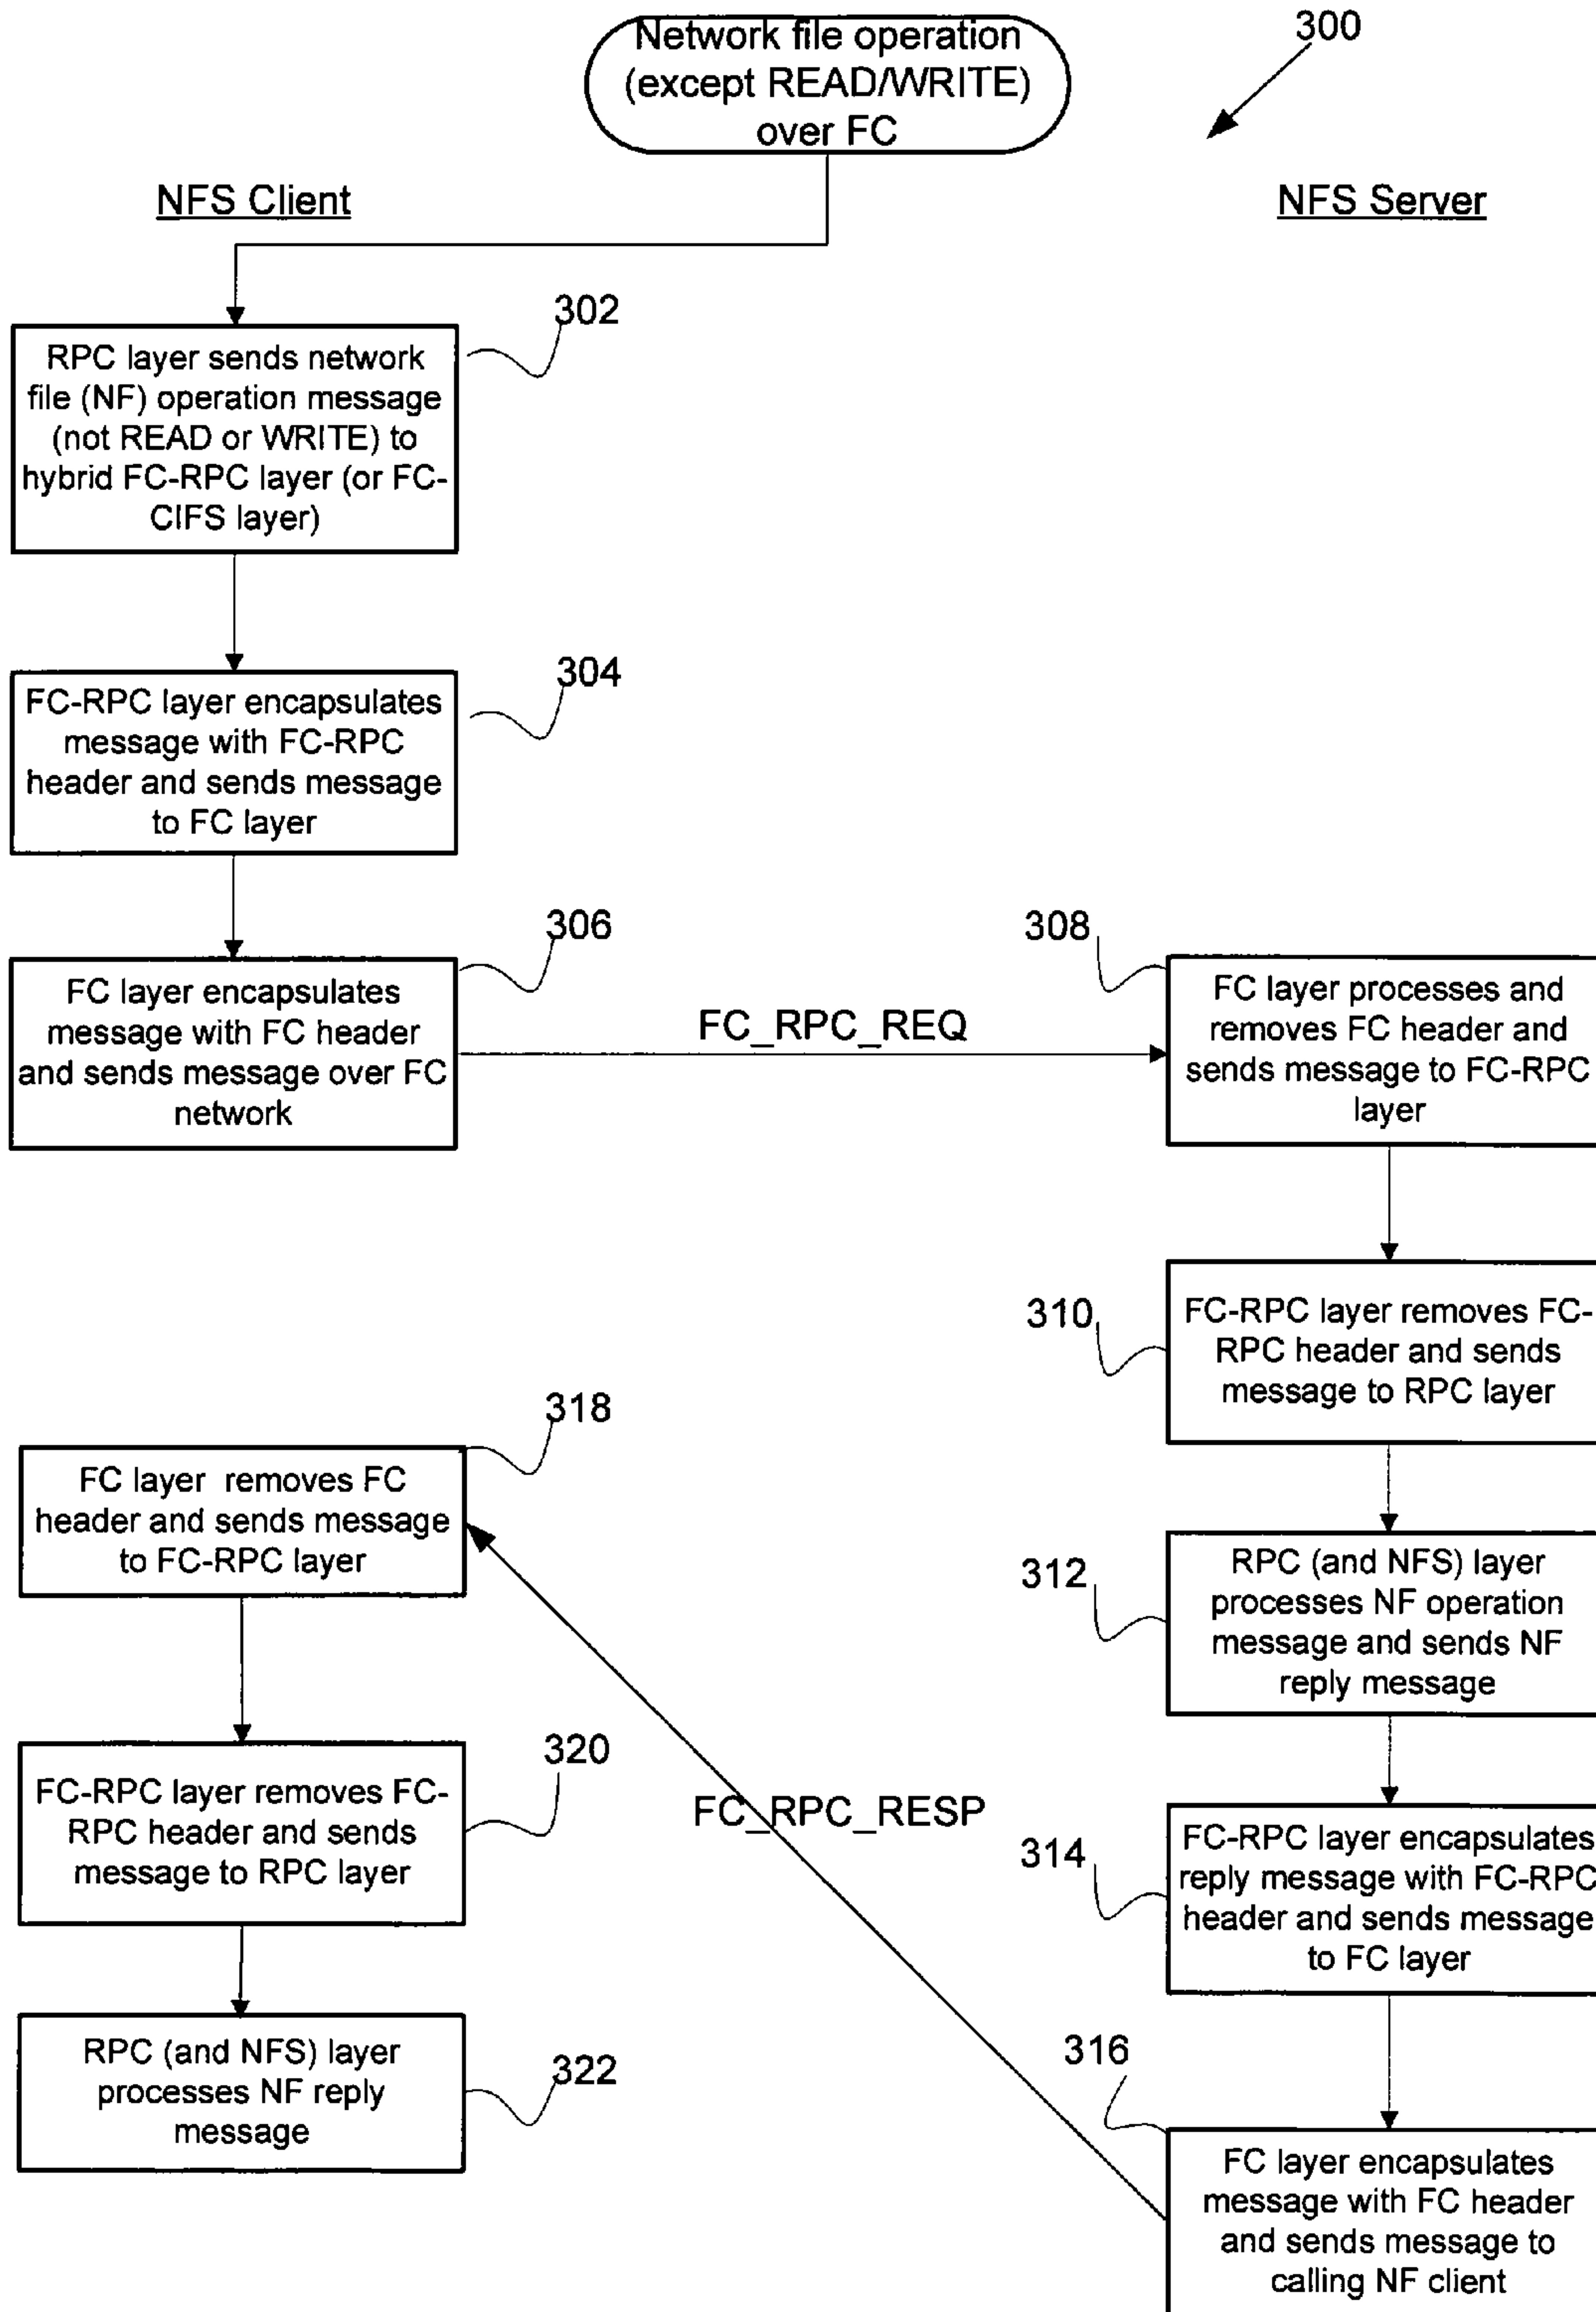 Network file operation
(except READ/WRITE)
over FC
300
NFS Client
NFS Server
302
RPC layer sends network
file (NF) operation message
(not READ or WRITE) to
hybrid FC-RPC layer (or FC-
CIFS layer)
304
FC-RPC layer encapsulates
message with FC-RPC
header and sends message
to FC layer
306
FC layer encapsulates
message with FC header
and sends message over FC
network
FC_RPC_REQ
308
FC layer processes and
removes FC header and
sends message to FC-RPC
layer
310
FC-RPC layer removes FC-
RPC header and sends
message to RPC layer
312
RPC (and NFS) layer
processes NF operation
message and sends NF
reply message
314
FC-RPC layer encapsulates
reply message with FC-RPC
header and sends message
to FC layer
316
FC layer encapsulates
message with FC header
and sends message to
calling NF client
FC_RPC_RESP
318
FC layer removes FC
header and sends message
to FC-RPC layer
320
FC-RPC layer removes FC-
RPC header and sends
message to RPC layer
322
RPC (and NFS) layer
processes NF reply
message